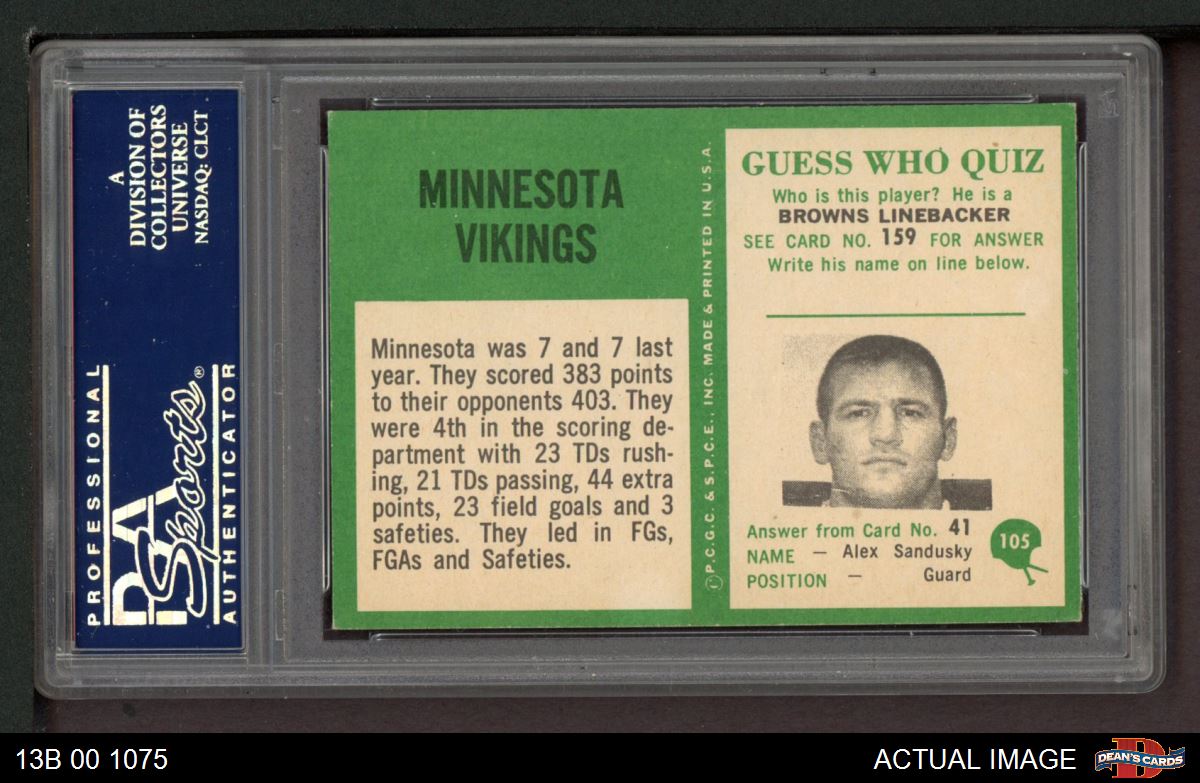 A
DIVISION OF
COLLECTORS
UNIVERSE
NASDAQ: CLCT
PROFESSIONAL
PSA
Sports®
AUTHENTICATOR
MINNESOTA
VIKINGS
Minnesota was 7 and 7 last
year. They scored 383 points
to their opponents 403. They
were 4th in the scoring de-
partment with 23 TDs rush-
ing, 21 TDs passing, 44 extra
points, 23 field goals and 3
safeties. They led in FGs,
FGAs and Safeties.
©P.C.G.C. & S.P.C.E., INC. MADE & PRINTED IN U.S.A.
GUESS WHO QUIZ
Who is this player? He is a
BROWNS LINEBACKER
SEE CARD NO. 159 FOR ANSWER
Write his name on line below.
Answer from Card No. 41
NAME — Alex Sandusky
POSITION — Guard
105
13B 00 1075
ACTUAL IMAGE
D
DEAN'S CARDS